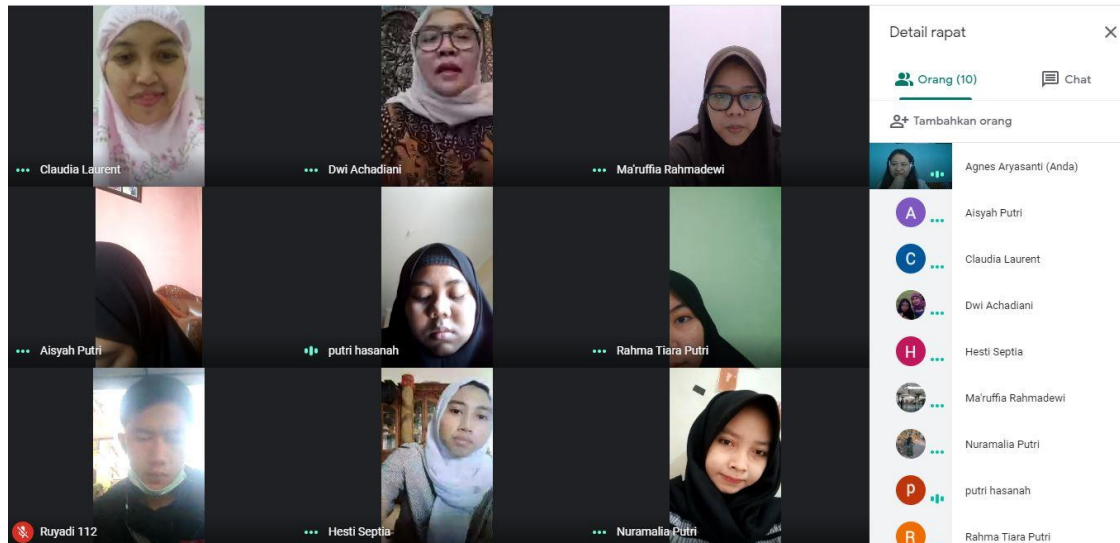 Claudia Laurent
Dwi Achadiani
Ma'ruffia Rahmadewi
Aisyah Putri
putri hasanah
Rahma Tiara Putri
Ruyadi 112
Hesti Septia
Nuramalia Putri
Detail rapat
Orang (10)
Chat
Tambahkan orang
Agnes Aryasanti (Anda)
A
Aisyah Putri
C
Claudia Laurent
Dwi Achadiani
H
Hesti Septia
Ma'ruffia Rahmadewi
Nuramalia Putri
p
putri hasanah
R
Rahma Tiara Putri